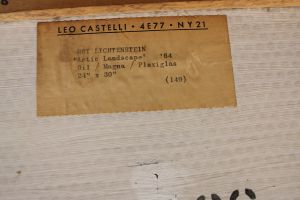 LEO CASTELLI • 4E77 • NY21
ROY LICHTENSTEIN
"Artic Landscape" '64
Oil / Magna / Plexiglas
24" x 30"
(149)